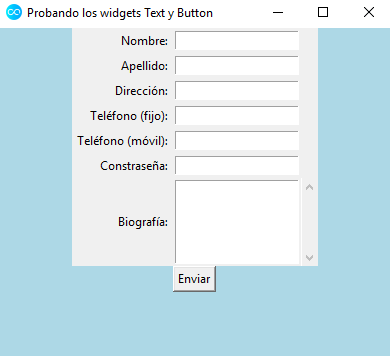 Probando los widgets Text y Button
Nombre:
Apellido:
Dirección:
Teléfono (fijo):
Teléfono (móvil):
Constraseña:
Biografía:
Enviar